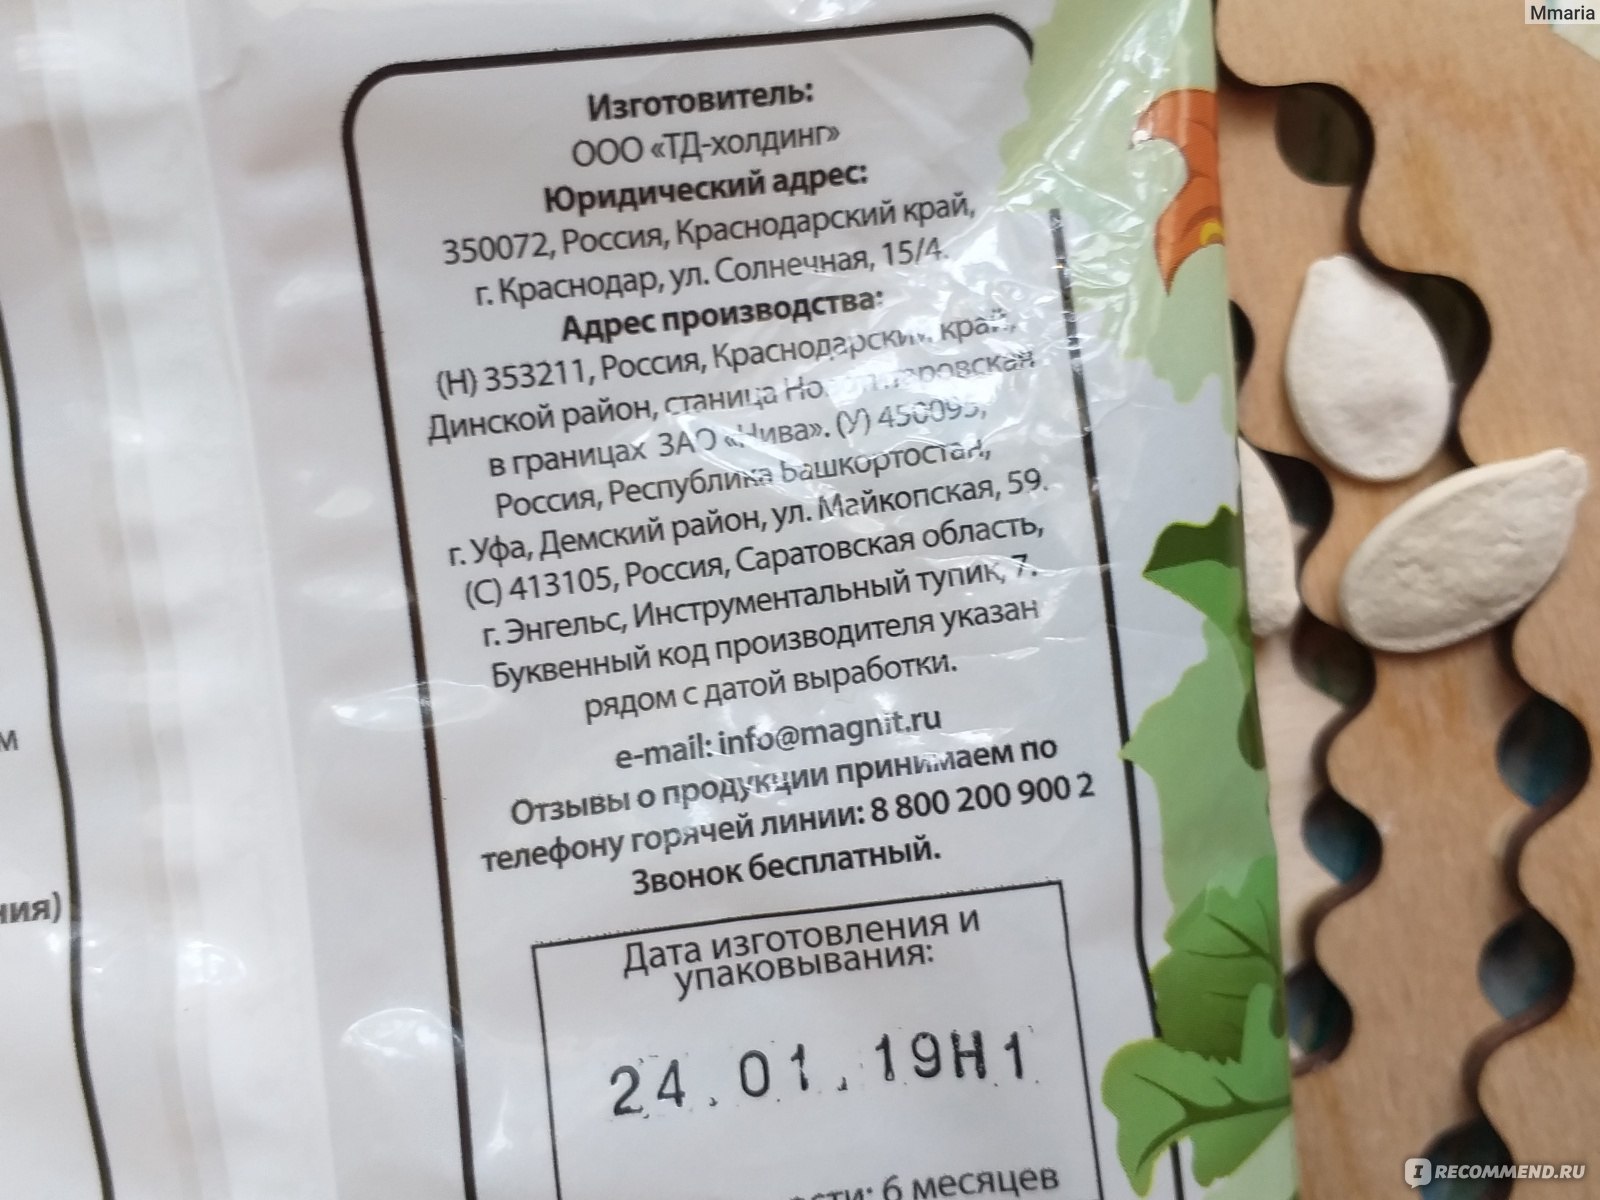 Mmaria
Изготовитель:
ООО «ТД-холдинг»
Юридический адрес:
350072, Россия, Краснодарский край,
г. Краснодар, ул. Солнечная, 15/4.
Адрес производства:
(Н) 353211, Россия, Краснодарский край,
Динской район, станица Новотитаровская
в границах ЗАО «Нива». (У) 450095,
Россия, Республика Башкортостан,
г. Уфа, Демский район, ул. Майкопская, 59.
(С) 413105, Россия, Саратовская область,
г. Энгельс, Инструментальный тупик, 7.
Буквенный код производителя указан
рядом с датой выработки.
e-mail: info@magnit.ru
Отзывы о продукции принимаем по
телефону горячей линии: 8 800 200 900 2
Звонок бесплатный.
Дата изготовления и
упаковывания:
24.01.19Н1
6 месяцев
IRECOMMEND.RU